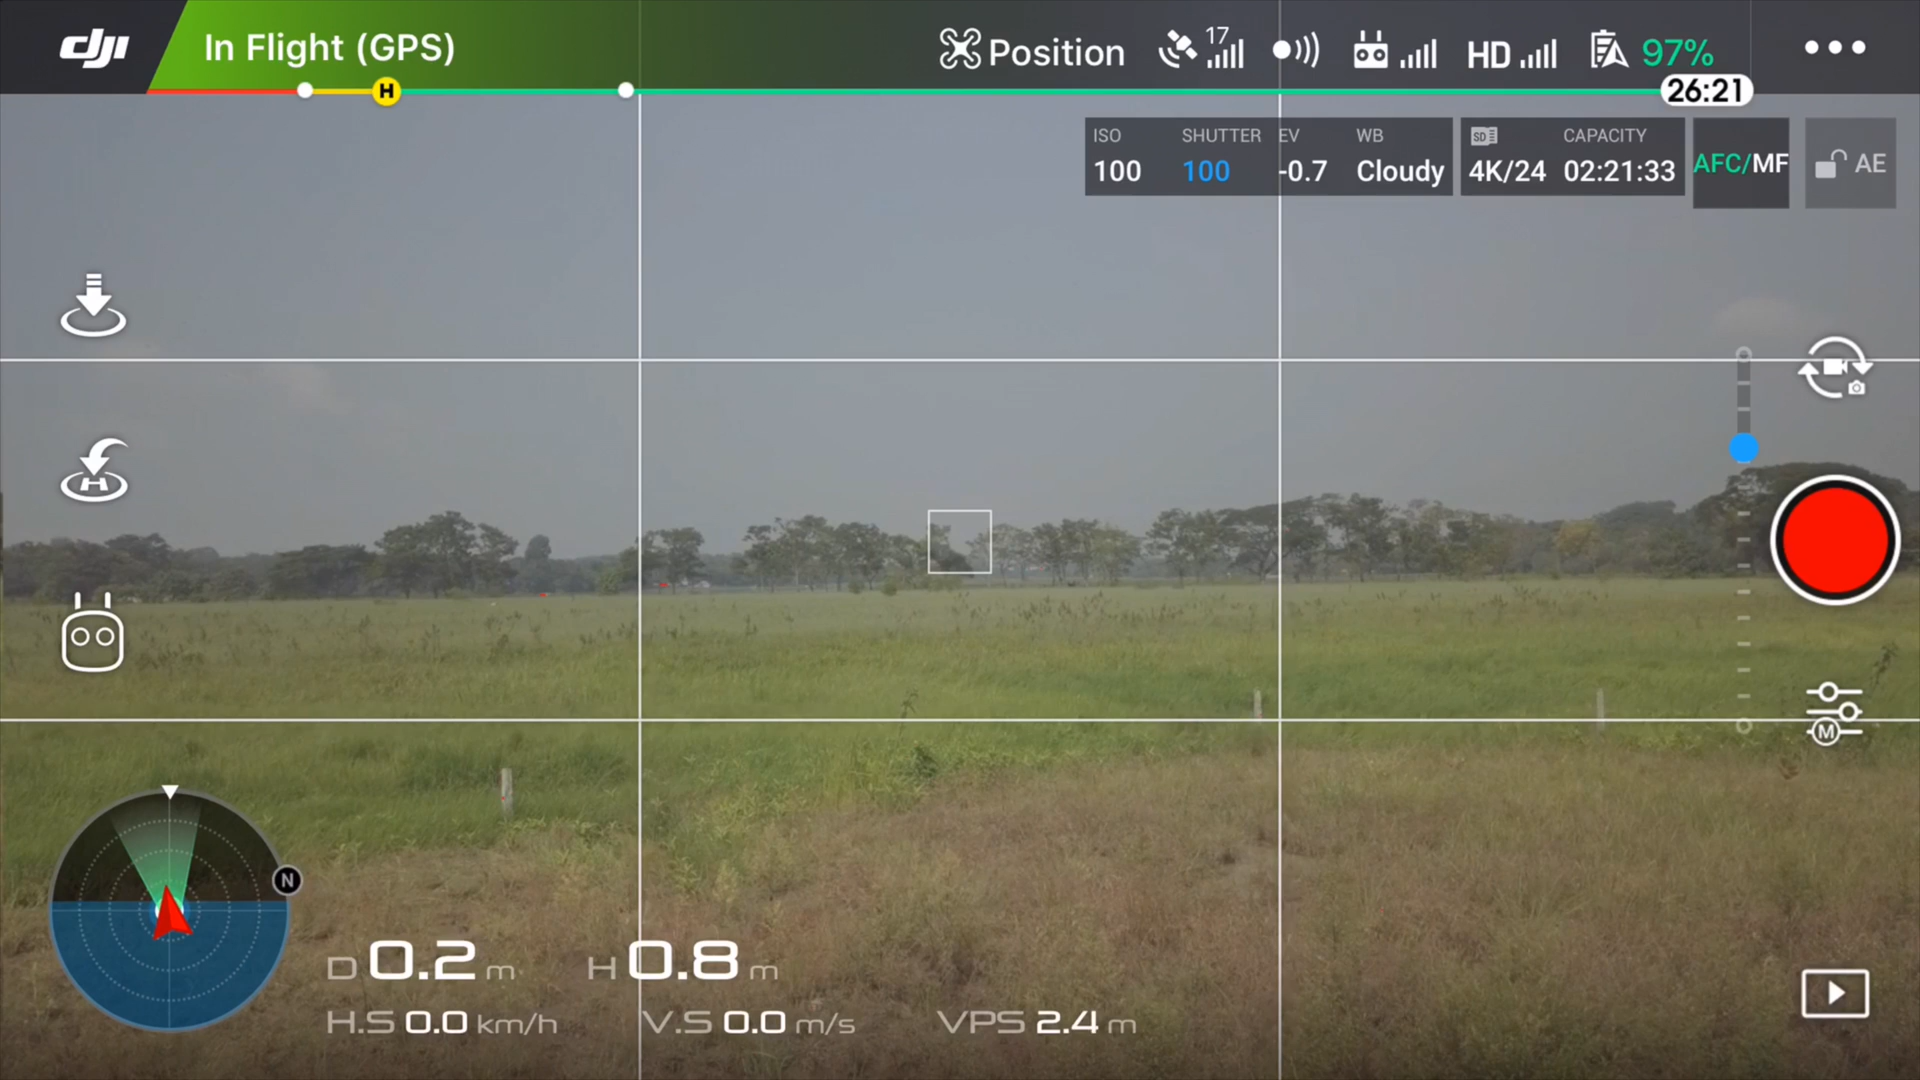 dji In Flight (GPS) Position 17 HD 97%
H 26:21
ISO SHUTTER EV WB SD CAPACITY
100 100 -0.7 Cloudy 4K/24 02:21:33 AFC/MF AE
H
M
N
D 0.2 m H 0.8 m
H.S 0.0 km/h V.S 0.0 m/s VPS 2.4 m